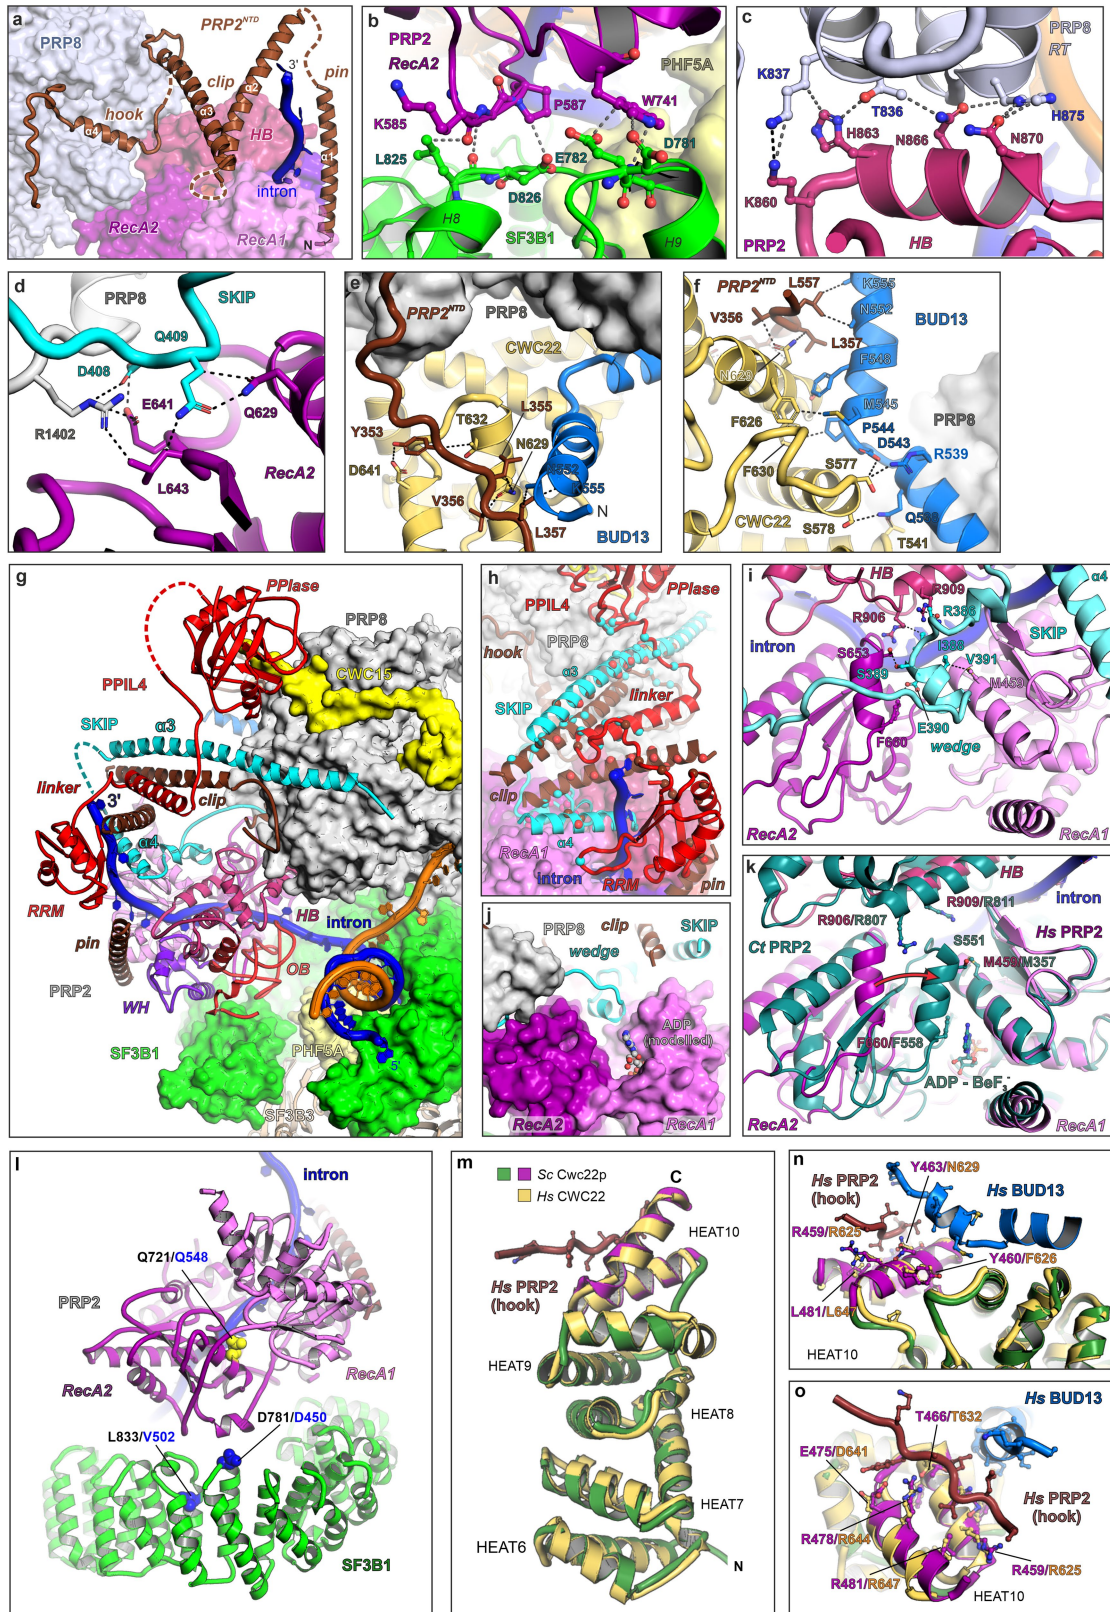 a
PRP8
PRP2NTD
3'
pin
clip
α2
hook
α3
α4
HB
α1
intron
RecA2
RecA1
N
b
PRP2
RecA2
PHF5A
P587
K585
W741
L825
D781
E782
D826
H8
SF3B1
H9
c
PRP8
RT
K837
T836
H875
H863
N866
N870
K860
PRP2
HB
d
PRP8
SKIP
Q409
D408
E641
Q629
R1402
L643
RecA2
e
PRP2NTD
PRP8
CWC22
T632
L355
Y353
N629
D641
N552
K555
V356
N
L357
BUD13
f
PRP2NTD
L557
K555
N552
V356
BUD13
L357
F548
N629
M545
PRP8
F626
P544
D543
F630
S577
R539
CWC22
S578
T541
g
PPIase
PRP8
CWC15
PPIL4
SKIP
α3
linker
3'
clip
α4
RRM
HB
intron
pin
OB
PRP2
WH
SF3B1
PHF5A
5'
SF3B3
h
PPIL4
PPIase
PRP8
hook
α3
linker
SKIP
clip
RecA1
α4
intron
RRM
pin
i
HB
R909
α4
R906
R386
intron
I388
SKIP
S653
V391
S389
M459
E390
F660
wedge
RecA2
RecA1
j
PRP8
clip
SKIP
wedge
ADP
(modelled)
RecA2
RecA1
k
HB
intron
R909/R811
R906/R807
Ct PRP2
S551
Hs PRP2
M459/M357
F660/F558
ADP - BeF3-
RecA2
RecA1
l
intron
Q721/Q548
PRP2
RecA2
RecA1
D781/D450
L833/V502
SF3B1
m
Sc Cwc22p
C
Hs CWC22
HEAT10
Hs PRP2
(hook)
HEAT9
HEAT8
HEAT7
HEAT6
N
n
Y463/N629
Hs PRP2
(hook)
Hs BUD13
R459/R625
Y460/F626
L481/L647
HEAT10
o
Hs BUD13
T466/T632
E475/D641
Hs PRP2
(hook)
R478/R644
R481/R647
R459/R625
HEAT10